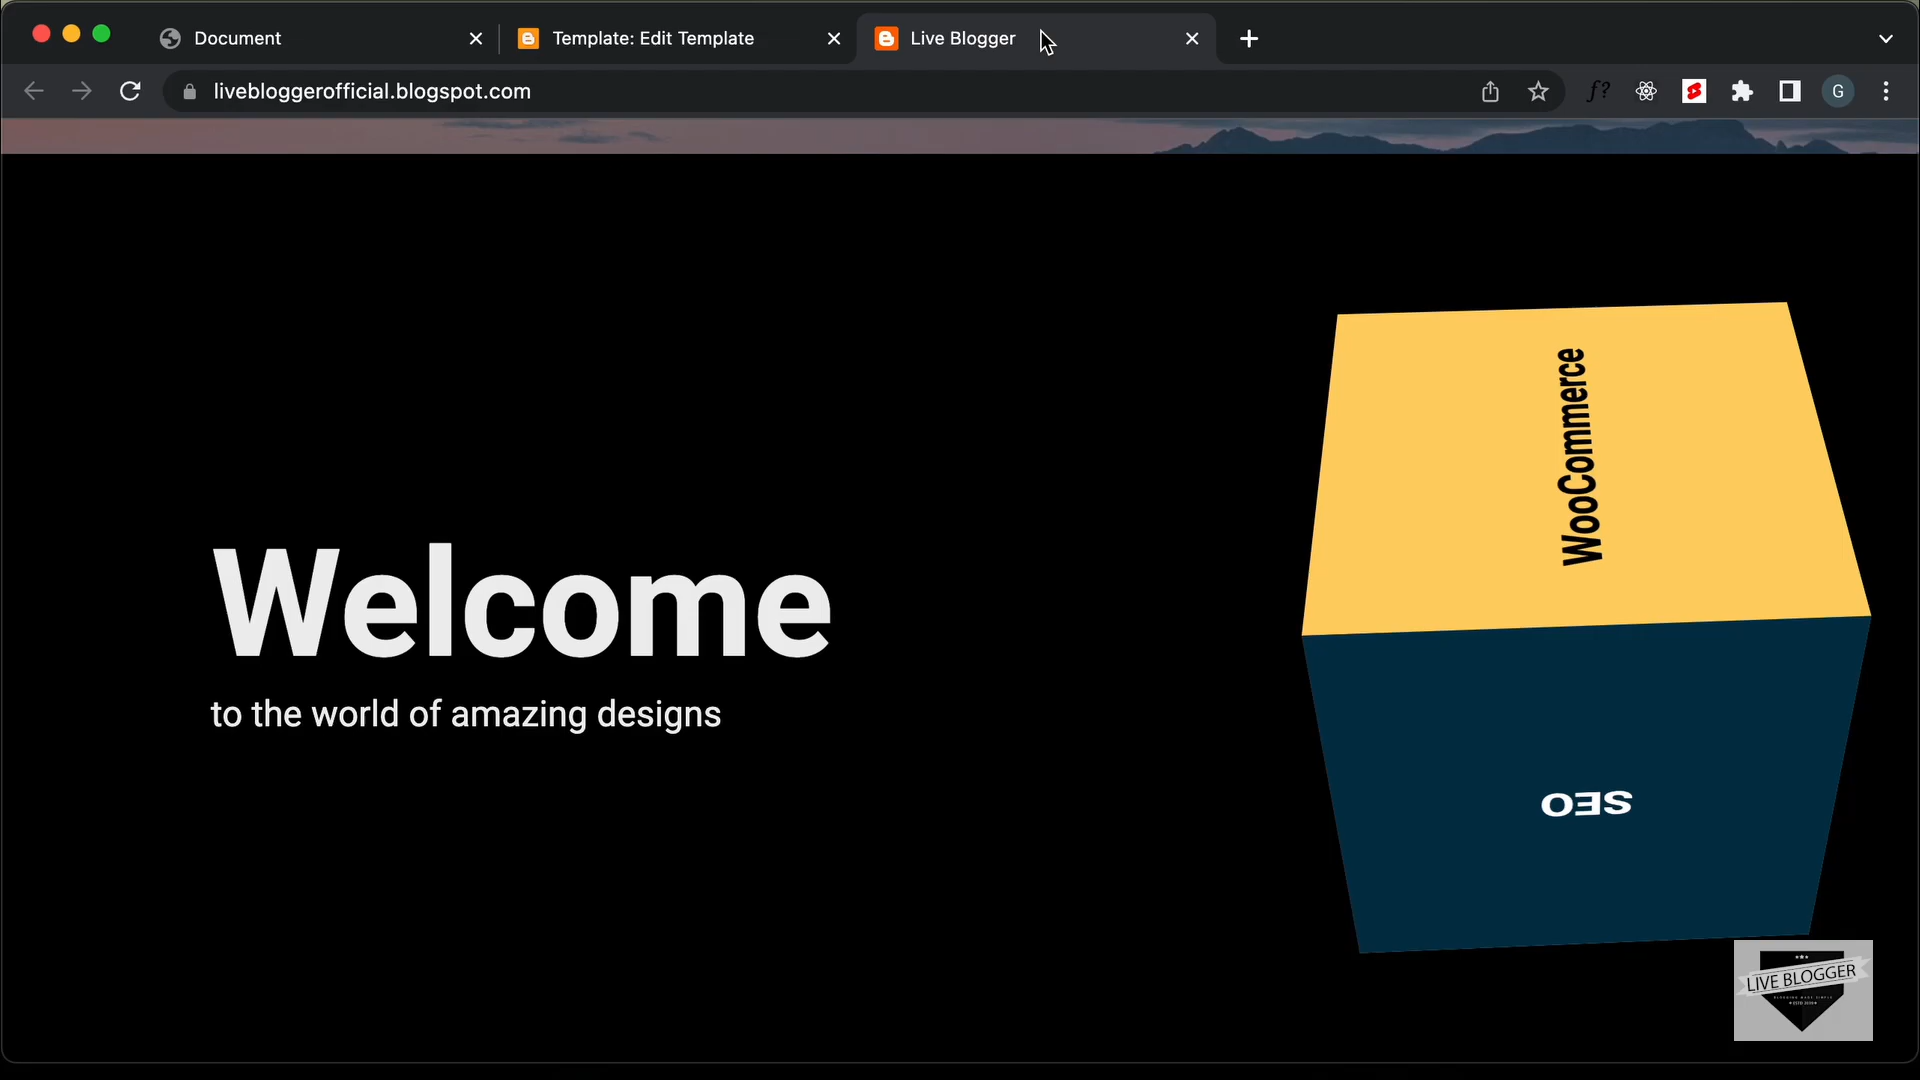 Document
Template: Edit Template
Live Blogger
livebloggerofficial.blogspot.com
f?
G
WooCommerce
Welcome
to the world of amazing designs
SEO
LIVE BLOGGER